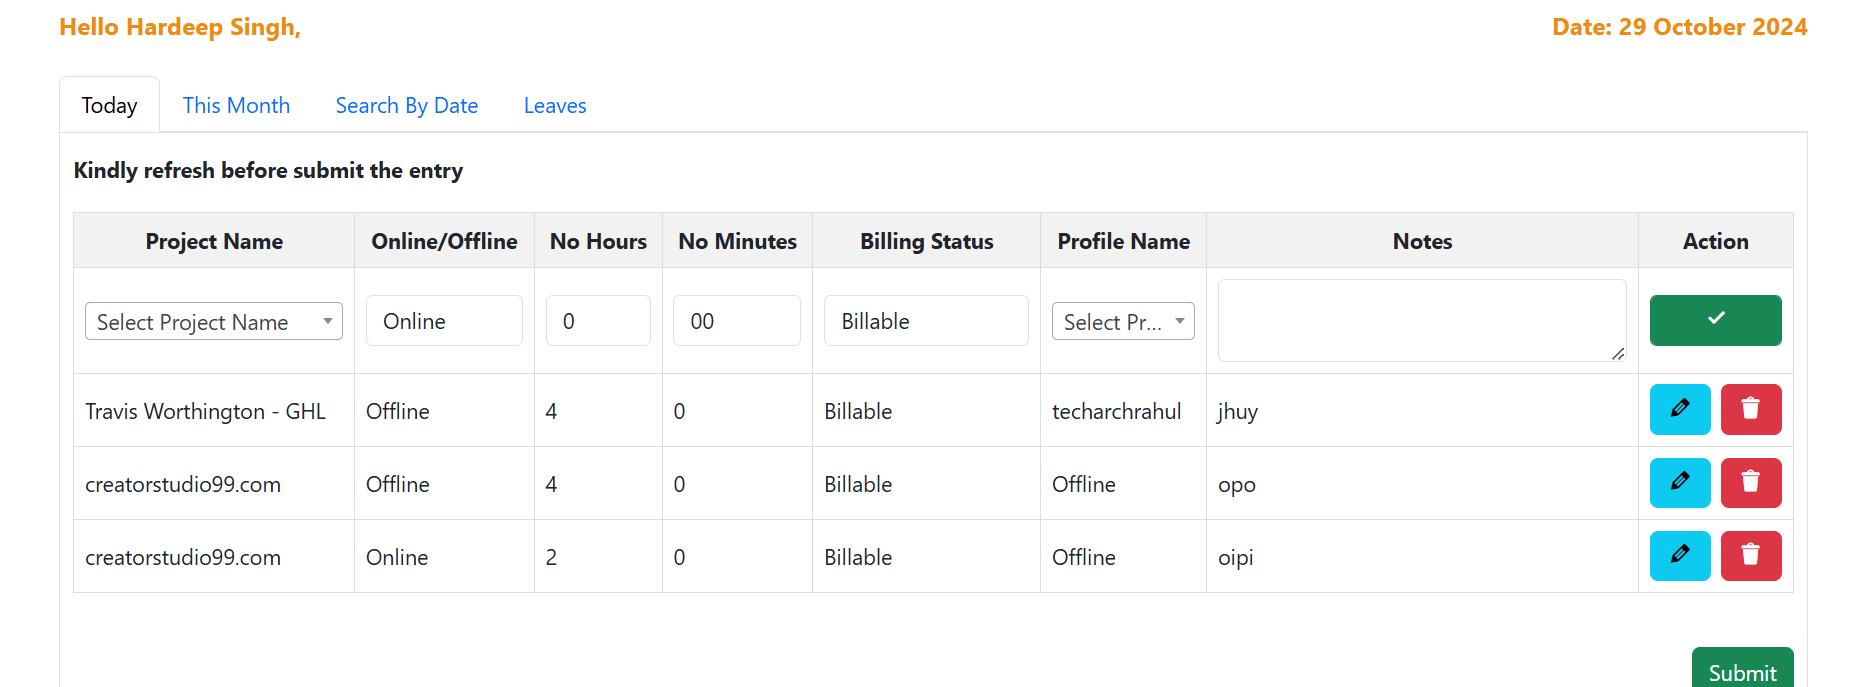 Hello Hardeep Singh,
Date: 29 October 2024
Today This Month Search By Date Leaves
Kindly refresh before submit the entry
Project Name Online/Offline No Hours No Minutes Billing Status Profile Name Notes Action
Select Project Name Online 0 00 Billable Select Pr...
Travis Worthington - GHL Offline 4 0 Billable techarchrahul jhuy
creatorstudio99.com Offline 4 0 Billable Offline opo
creatorstudio99.com Online 2 0 Billable Offline oipi
Submit